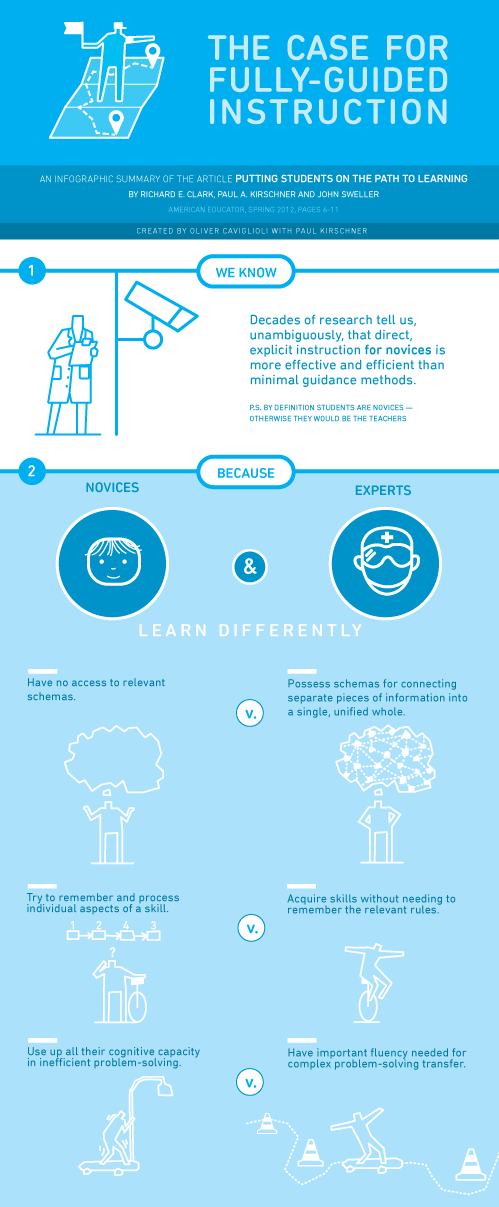 THE CASE FOR
FULLY-GUIDED
INSTRUCTION
AN INFOGRAPHIC SUMMARY OF THE ARTICLE PUTTING STUDENTS ON THE PATH TO LEARNING
BY RICHARD E. CLARK, PAUL A. KIRSCHNER AND JOHN SWELLER
AMERICAN EDUCATOR, SPRING 2012, PAGES 6-11
CREATED BY OLIVER CAVIGLIOLI WITH PAUL KIRSCHNER
1
WE KNOW
Decades of research tell us,
unambiguously, that direct,
explicit instruction for novices is
more effective and efficient than
minimal guidance methods.
P.S. BY DEFINITION STUDENTS ARE NOVICES —
OTHERWISE THEY WOULD BE THE TEACHERS
2
BECAUSE
NOVICES
EXPERTS
&
LEARN DIFFERENTLY
Have no access to relevant
schemas.
v.
Possess schemas for connecting
separate pieces of information into
a single, unified whole.
Try to remember and process
individual aspects of a skill.
1 2 4 3
?
v.
Acquire skills without needing to
remember the relevant rules.
Use up all their cognitive capacity
in inefficient problem-solving.
v.
Have important fluency needed for
complex problem-solving transfer.